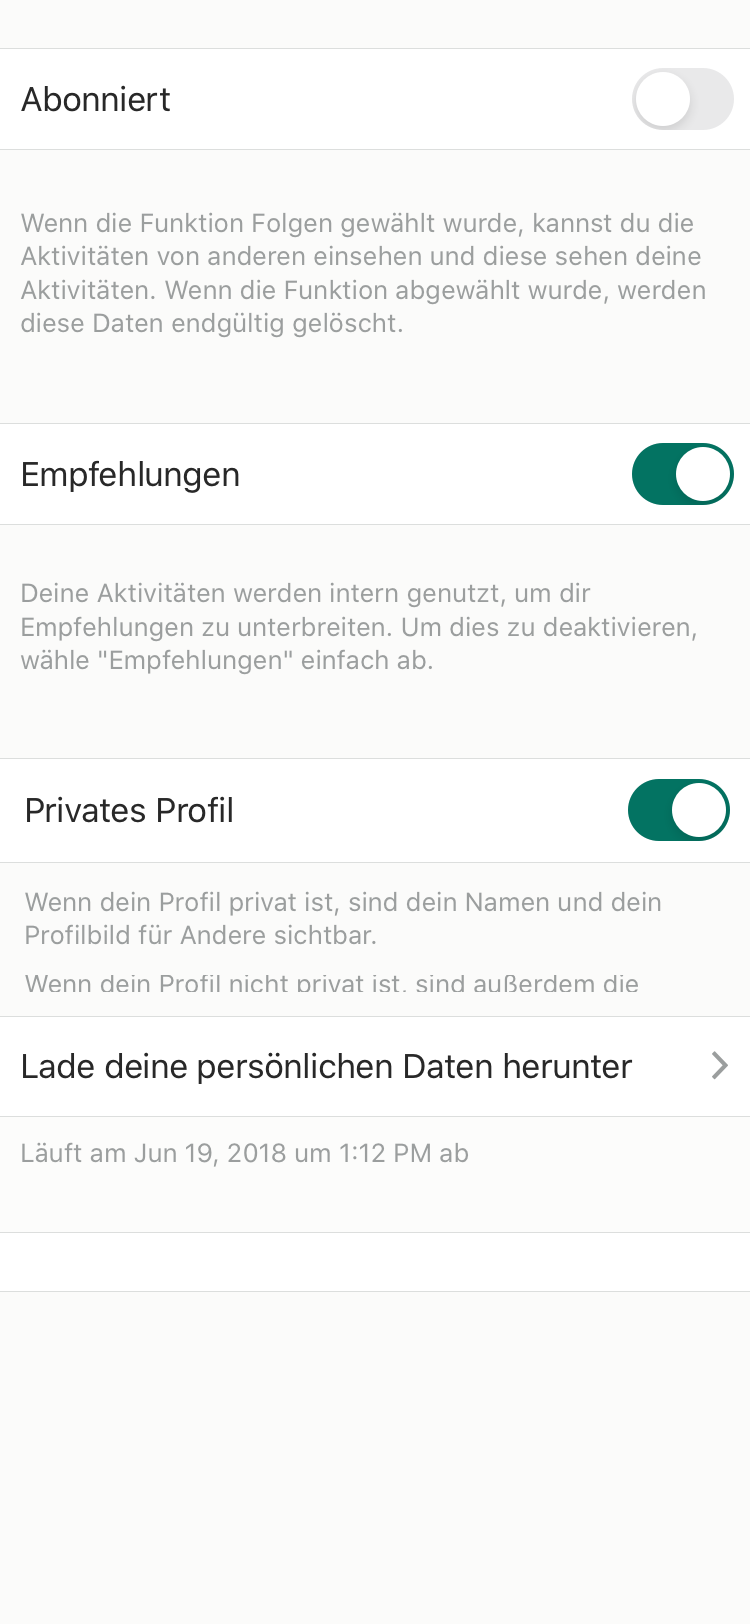 Abonniert
Wenn die Funktion Folgen gewählt wurde, kannst du die
Aktivitäten von anderen einsehen und diese sehen deine
Aktivitäten. Wenn die Funktion abgewählt wurde, werden
diese Daten endgültig gelöscht.
Empfehlungen
Deine Aktivitäten werden intern genutzt, um dir
Empfehlungen zu unterbreiten. Um dies zu deaktivieren,
wähle "Empfehlungen" einfach ab.
Privates Profil
Wenn dein Profil privat ist, sind dein Namen und dein
Profilbild für Andere sichtbar.
Wenn dein Profil nicht privat ist, sind außerdem die
Lade deine persönlichen Daten herunter
Läuft am Jun 19, 2018 um 1:12 PM ab